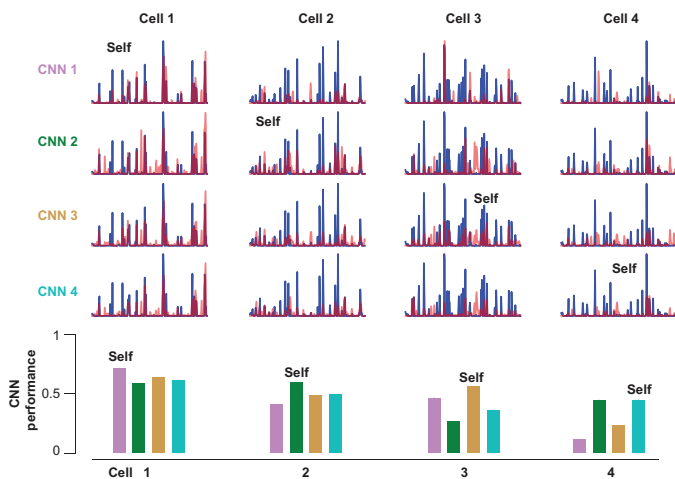 Cell 1 Cell 2 Cell 3 Cell 4
Self
CNN 1
Self
CNN 2
Self
CNN 3
Self
CNN 4
1
CNN performance
Self
Self
Self
Self
0.5
0
Cell 1 2 3 4